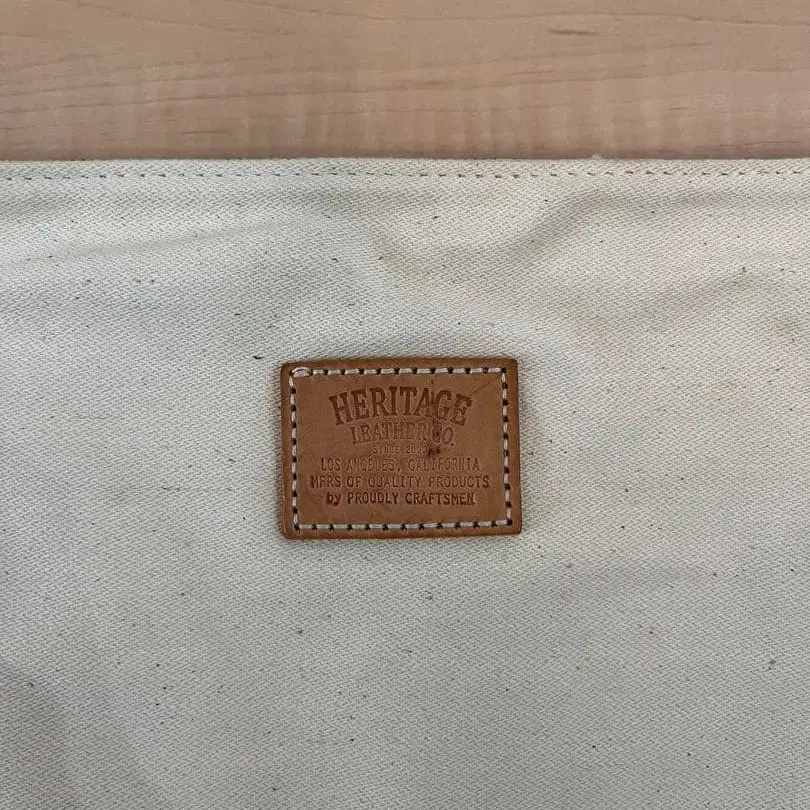 HERITAGE
LEATHER CO.
SINCE
LOS ANGELES, CALIFORNIA
MFRS OF QUALITY PRODUCTS
by PROUDLY CRAFTSMEN